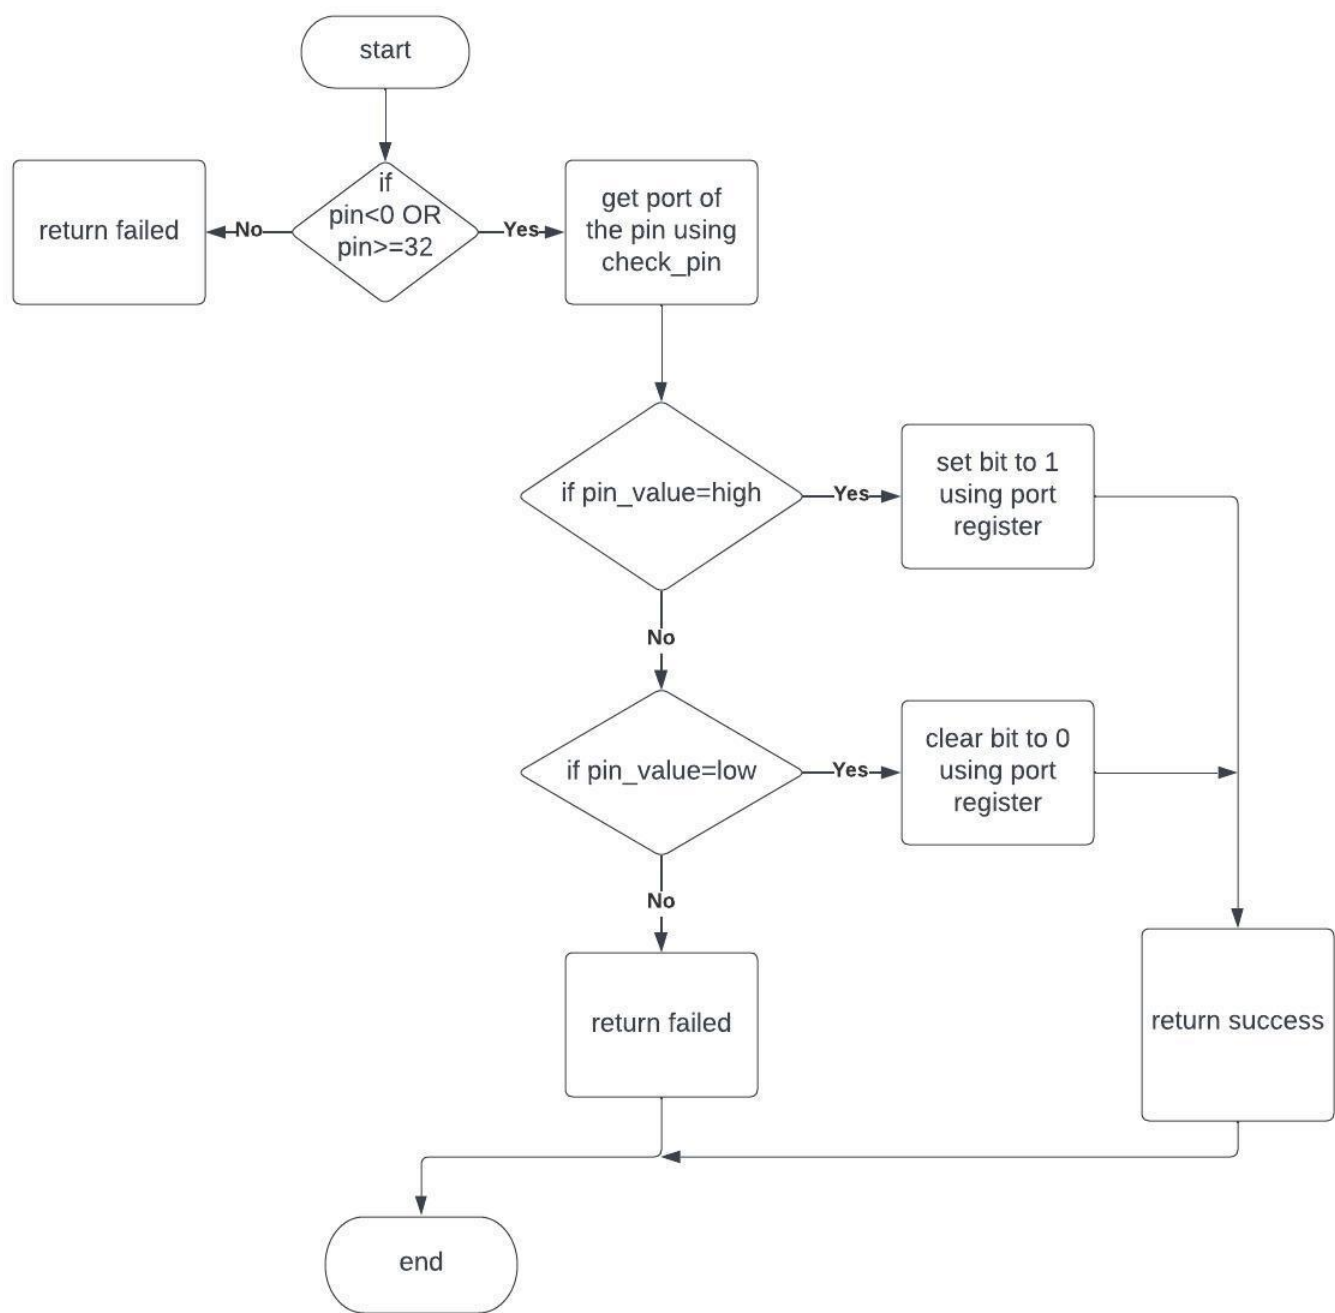 start
if
pin<0 OR
pin>=32
No
return failed
Yes
get port of
the pin using
check_pin
if pin_value=high
Yes
set bit to 1
using port
register
No
if pin_value=low
Yes
clear bit to 0
using port
register
No
return failed
return success
end